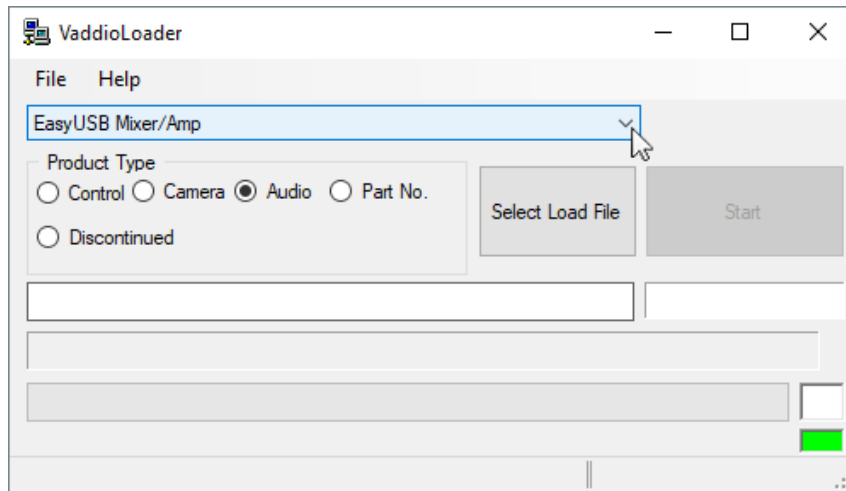 VaddioLoader
File Help
EasyUSB Mixer/Amp
Product Type
Control Camera Audio Part No.
Discontinued
Select Load File
Start